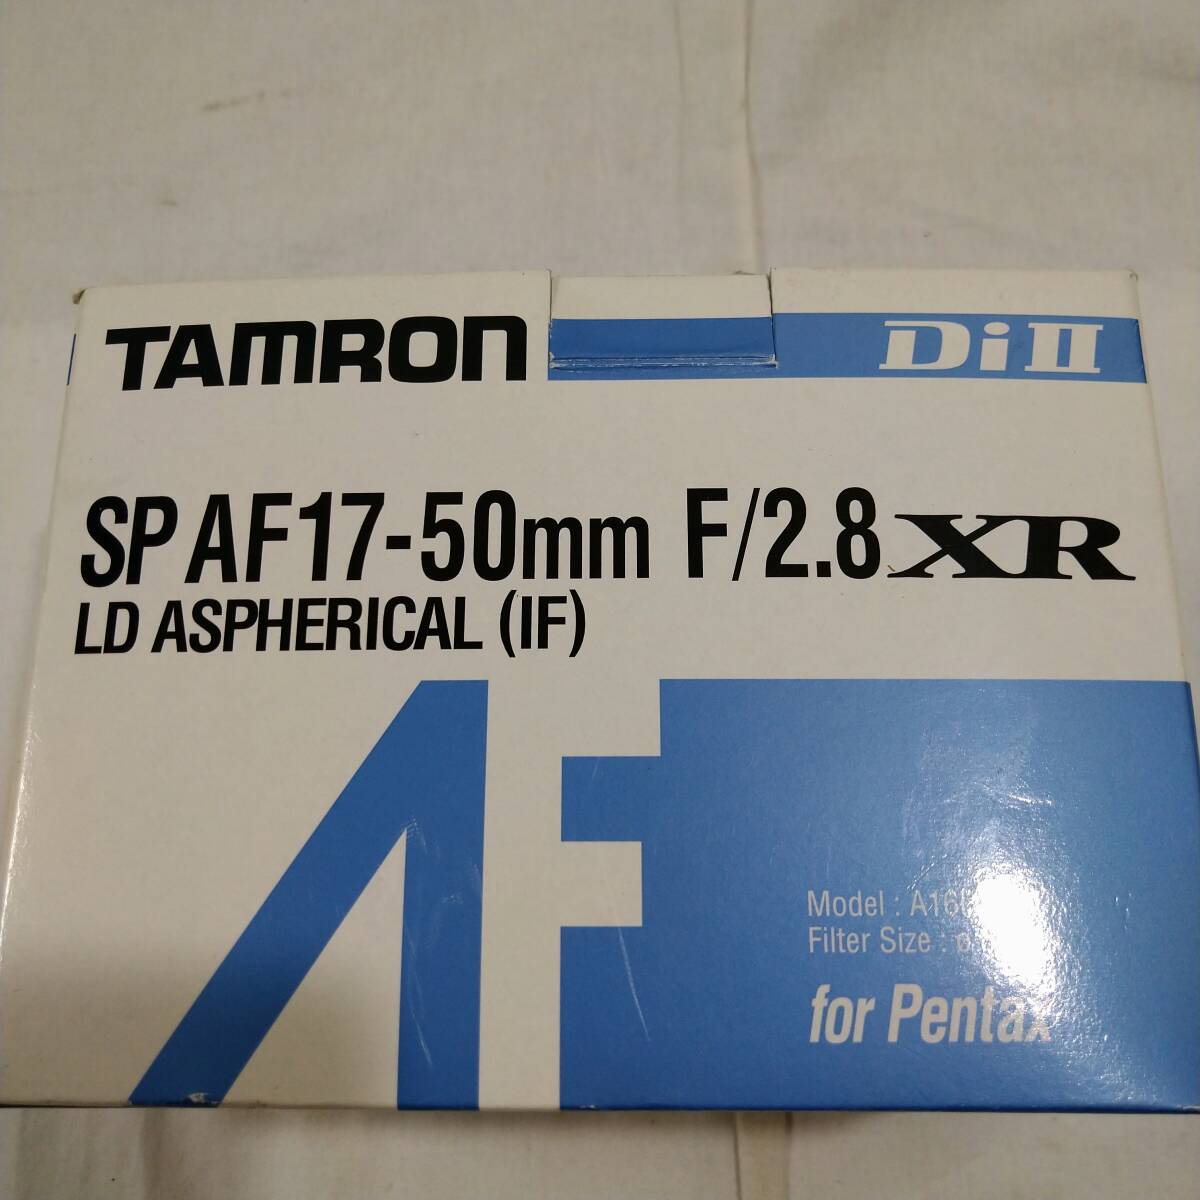 TAMRON
Di II
SP AF17-50mm F/2.8 XR
LD ASPHERICAL (IF)
AF
Model :
Filter Size :
for Pentax